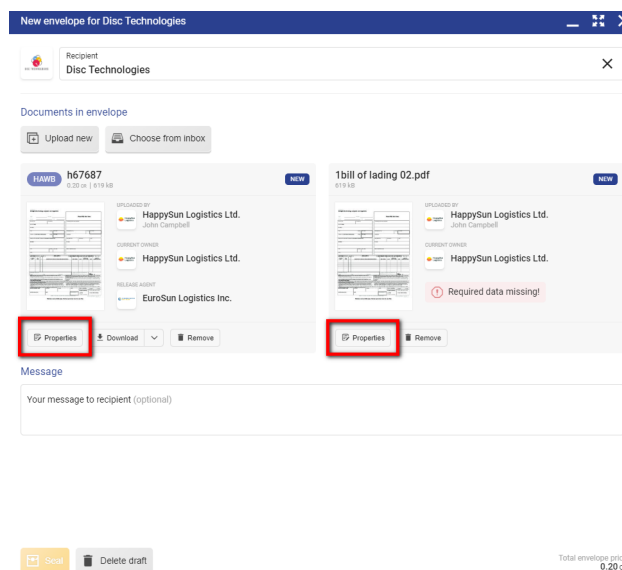 New envelope for Disc Technologies
Recipient
Disc Technologies
Documents in envelope
Upload new
Choose from inbox
HAWB
h67687
NEW
0.20 cr. | 619 kB
UPLOADED BY
HappySun Logistics Ltd.
John Campbell
CURRENT OWNER
HappySun Logistics Ltd.
RELEASE AGENT
EuroSun Logistics Inc.
Properties
Download
Remove
1bill of lading 02.pdf
NEW
619 kB
UPLOADED BY
HappySun Logistics Ltd.
John Campbell
CURRENT OWNER
HappySun Logistics Ltd.
Required data missing!
Properties
Remove
Message
Your message to recipient (optional)
Seal
Delete draft
Total envelope pric
0.20 c